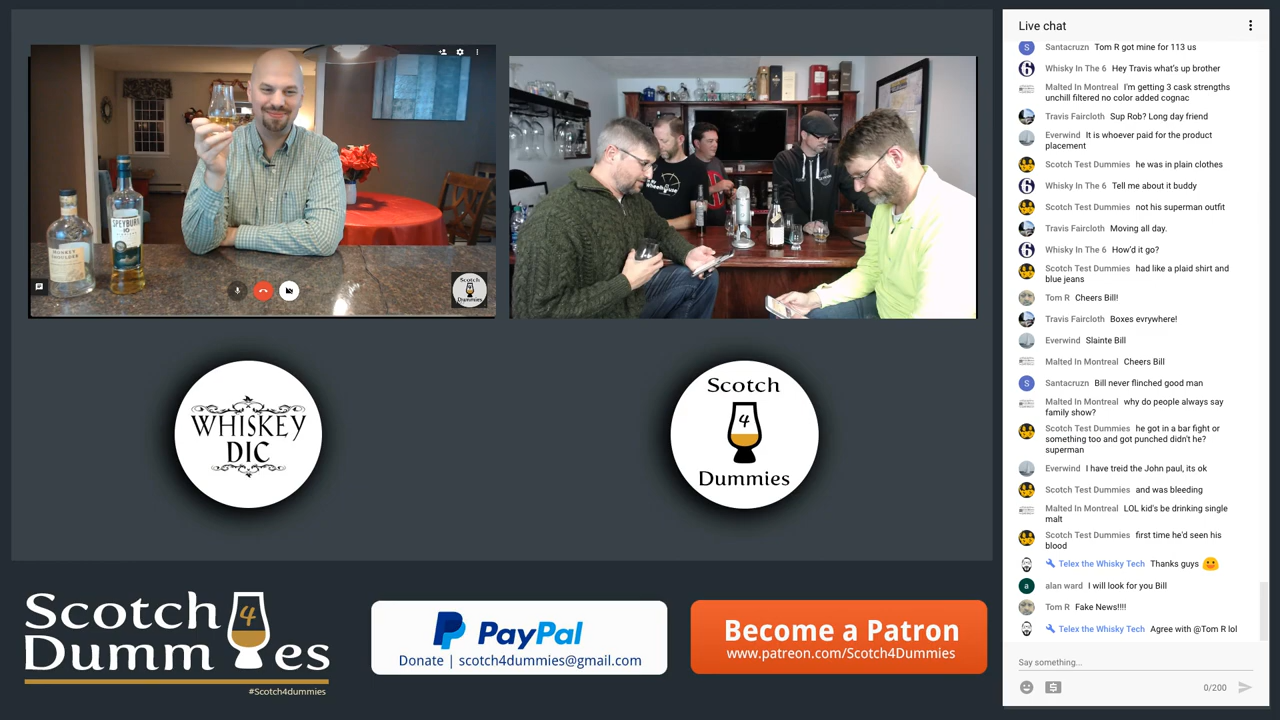 MONKEY
SHOULDER
SPEYBURN
Scotch
4
Dummies
WHISKEY
DIC
Scotch
4
Dummies
Scotch
4
Dumm es
#Scotch4dummies
PayPal
Donate | scotch4dummies@gmail.com
Become a Patron
www.patreon.com/Scotch4Dummies
Live chat
S Santacruzn Tom R got mine for 113 us
6 Whisky In The 6 Hey Travis what's up brother
Malted In Montreal I'm getting 3 cask strengths
unchill filtered no color added cognac
Travis Faircloth Sup Rob? Long day friend
Everwind It is whoever paid for the product
placement
Scotch Test Dummies he was in plain clothes
6 Whisky In The 6 Tell me about it buddy
Scotch Test Dummies not his superman outfit
Travis Faircloth Moving all day.
6 Whisky In The 6 How'd it go?
Scotch Test Dummies had like a plaid shirt and
blue jeans
Tom R Cheers Bill!
Travis Faircloth Boxes evrywhere!
Everwind Slainte Bill
Malted In Montreal Cheers Bill
S Santacruzn Bill never flinched good man
Malted In Montreal why do people always say
family show?
Scotch Test Dummies he got in a bar fight or
something too and got punched didn't he?
superman
Everwind I have treid the John paul, its ok
Scotch Test Dummies and was bleeding
Malted In Montreal LOL kid's be drinking single
malt
Scotch Test Dummies first time he'd seen his
blood
Telex the Whisky Tech Thanks guys
a alan ward I will look for you Bill
Tom R Fake News!!!!
Telex the Whisky Tech Agree with @Tom R lol
Say something...
0/200